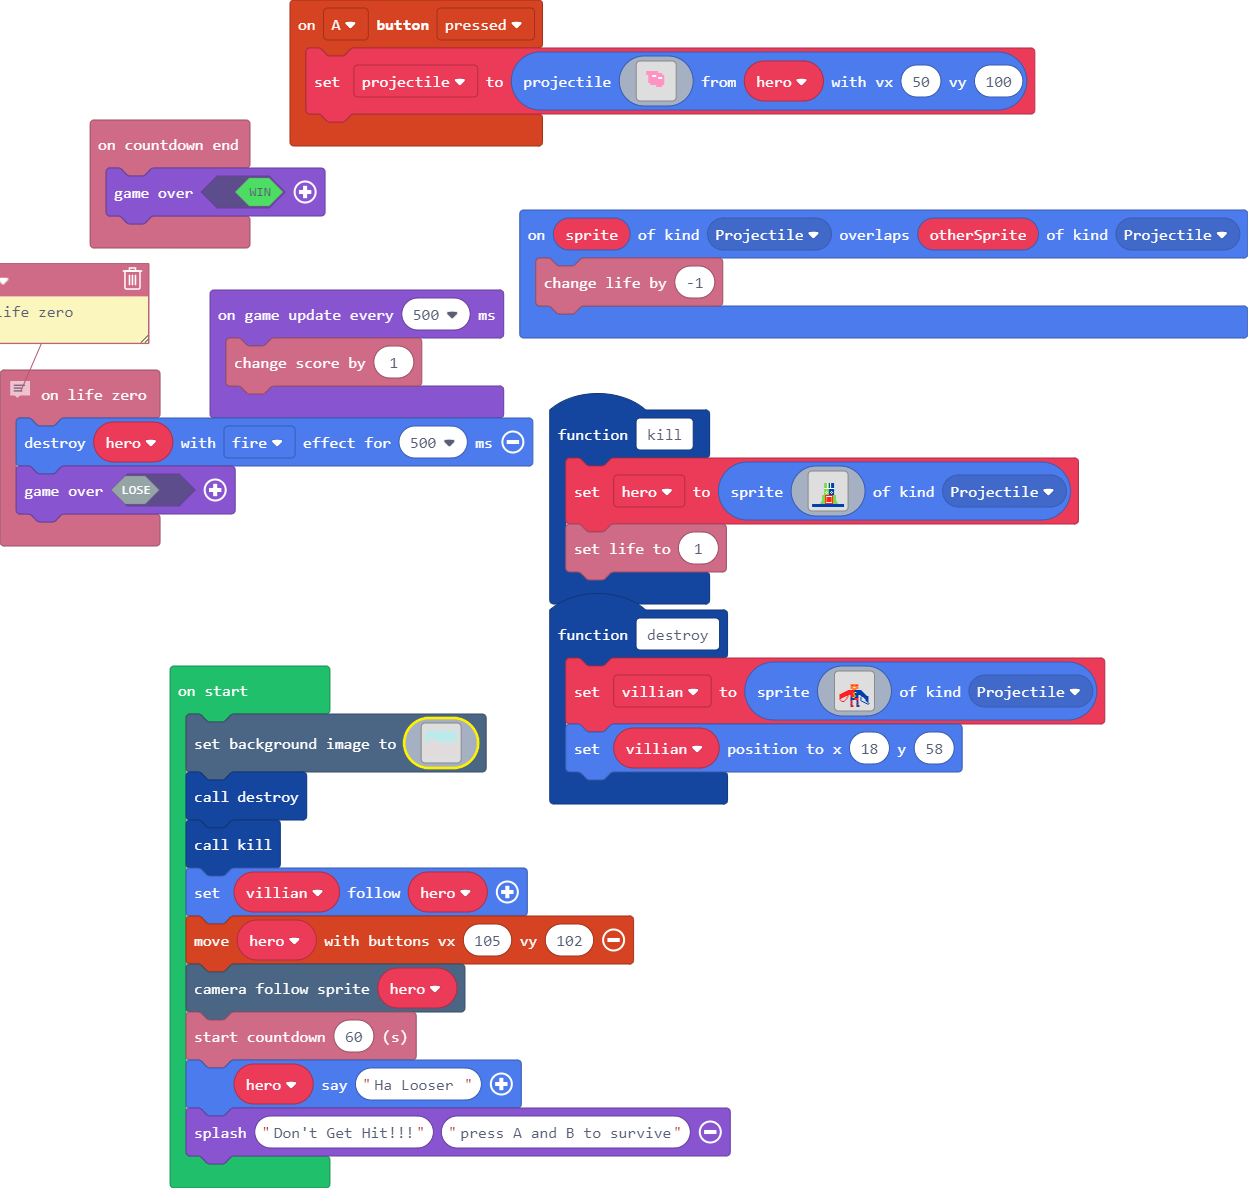 on A button pressed
set projectile to projectile from hero with vx 50 vy 100
on countdown end
game over WIN
on sprite of kind Projectile overlaps otherSprite of kind Projectile
change life by -1
ife zero
on game update every 500 ms
change score by 1
on life zero
destroy hero with fire effect for 500 ms
game over LOSE
function kill
set hero to sprite of kind Projectile
set life to 1
function destroy
set villian to sprite of kind Projectile
set villian position to x 18 y 58
on start
set background image to
call destroy
call kill
set villian follow hero
move hero with buttons vx 105 vy 102
camera follow sprite hero
start countdown 60 (s)
hero say "Ha Looser "
splash "Don't Get Hit!!!" "press A and B to survive"